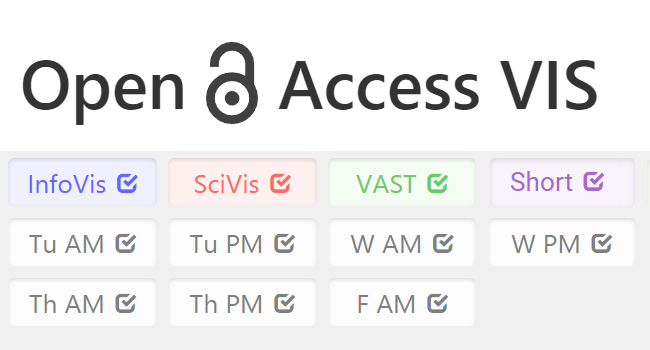 Open Access VIS
InfoVis SciVis VAST Short
Tu AM Tu PM W AM W PM
Th AM Th PM F AM